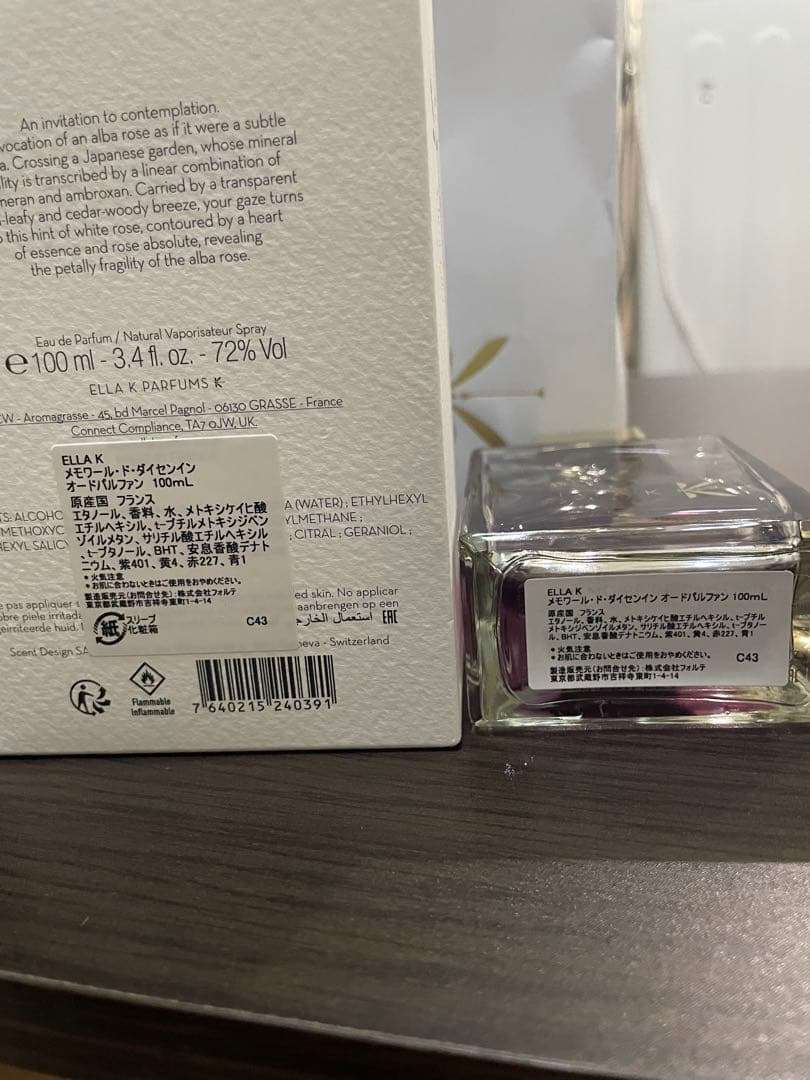 An invitation to contemplation.
vocation of an alba rose as if it were a subtle
a. Crossing a Japanese garden, whose mineral
lity is transcribed by a linear combination of
neran and ambroxan. Carried by a transparent
-leafy and cedar-woody breeze, your gaze turns
this hint of white rose, contoured by a heart
of essence and rose absolute, revealing
the petally fragility of the alba rose.
Eau de Parfum / Natural Vaporisateur Spray
℮ 100 ml - 3,4 fl. oz. - 72% Vol
ELLA K PARFUMS K
EW - Aromagrasse - 45, bd Marcel Pagnol - 06130 GRASSE - France
Connect Compliance, TA7 0JW, UK.
ELLA K
メモワール・ド・ダイセンイン
オードパルファン 100mL
原産国 フランス
エタノール、香料、水、メトキシケイヒ酸
エチルヘキシル、t-ブチルメトキシジベン
ゾイルメタン、サリチル酸エチルヘキシル
、t-ブタノール、BHT、安息香酸デナト
ニウム、紫401、黄4、赤227、青1
*火気注意
*お肌に合わないときはご使用をおやめください。
製造販売元(お問合せ先):株式会社フォルテ
東京都武蔵野市吉祥寺東町1-4-14
紙 スリーブ
化粧箱
C43
TS: ALCOHO
A (WATER) ; ETHYLHEXYL
METHOXYC
YLMETHANE ;
HEXYL SALICY
; CITRAL ; GERANIOL ;
e pas appliquer
ed skin. No aplicar
obre piele irritada
aanbrengen op een
geïrriteerde huid.
استعمال الخارج
EAC
Scent Design SA
neva - Switzerland
Flammable
Inflammable
7 640215 240391
ELLA K
メモワール・ド・ダイセンイン オードパルファン 100mL
原産国 フランス
エタノール、香料、水、メトキシケイヒ酸エチルヘキシル、t-ブチル
メトキシジベンゾイルメタン、サリチル酸エチルヘキシル、t-ブタノー
ル、BHT、安息香酸デナトニウム、紫401、黄4、赤227、青1
*火気注意
*お肌に合わないときはご使用をおやめください。
C43
製造販売元(お問合せ先):株式会社フォルテ
東京都武蔵野市吉祥寺東町1-4-14